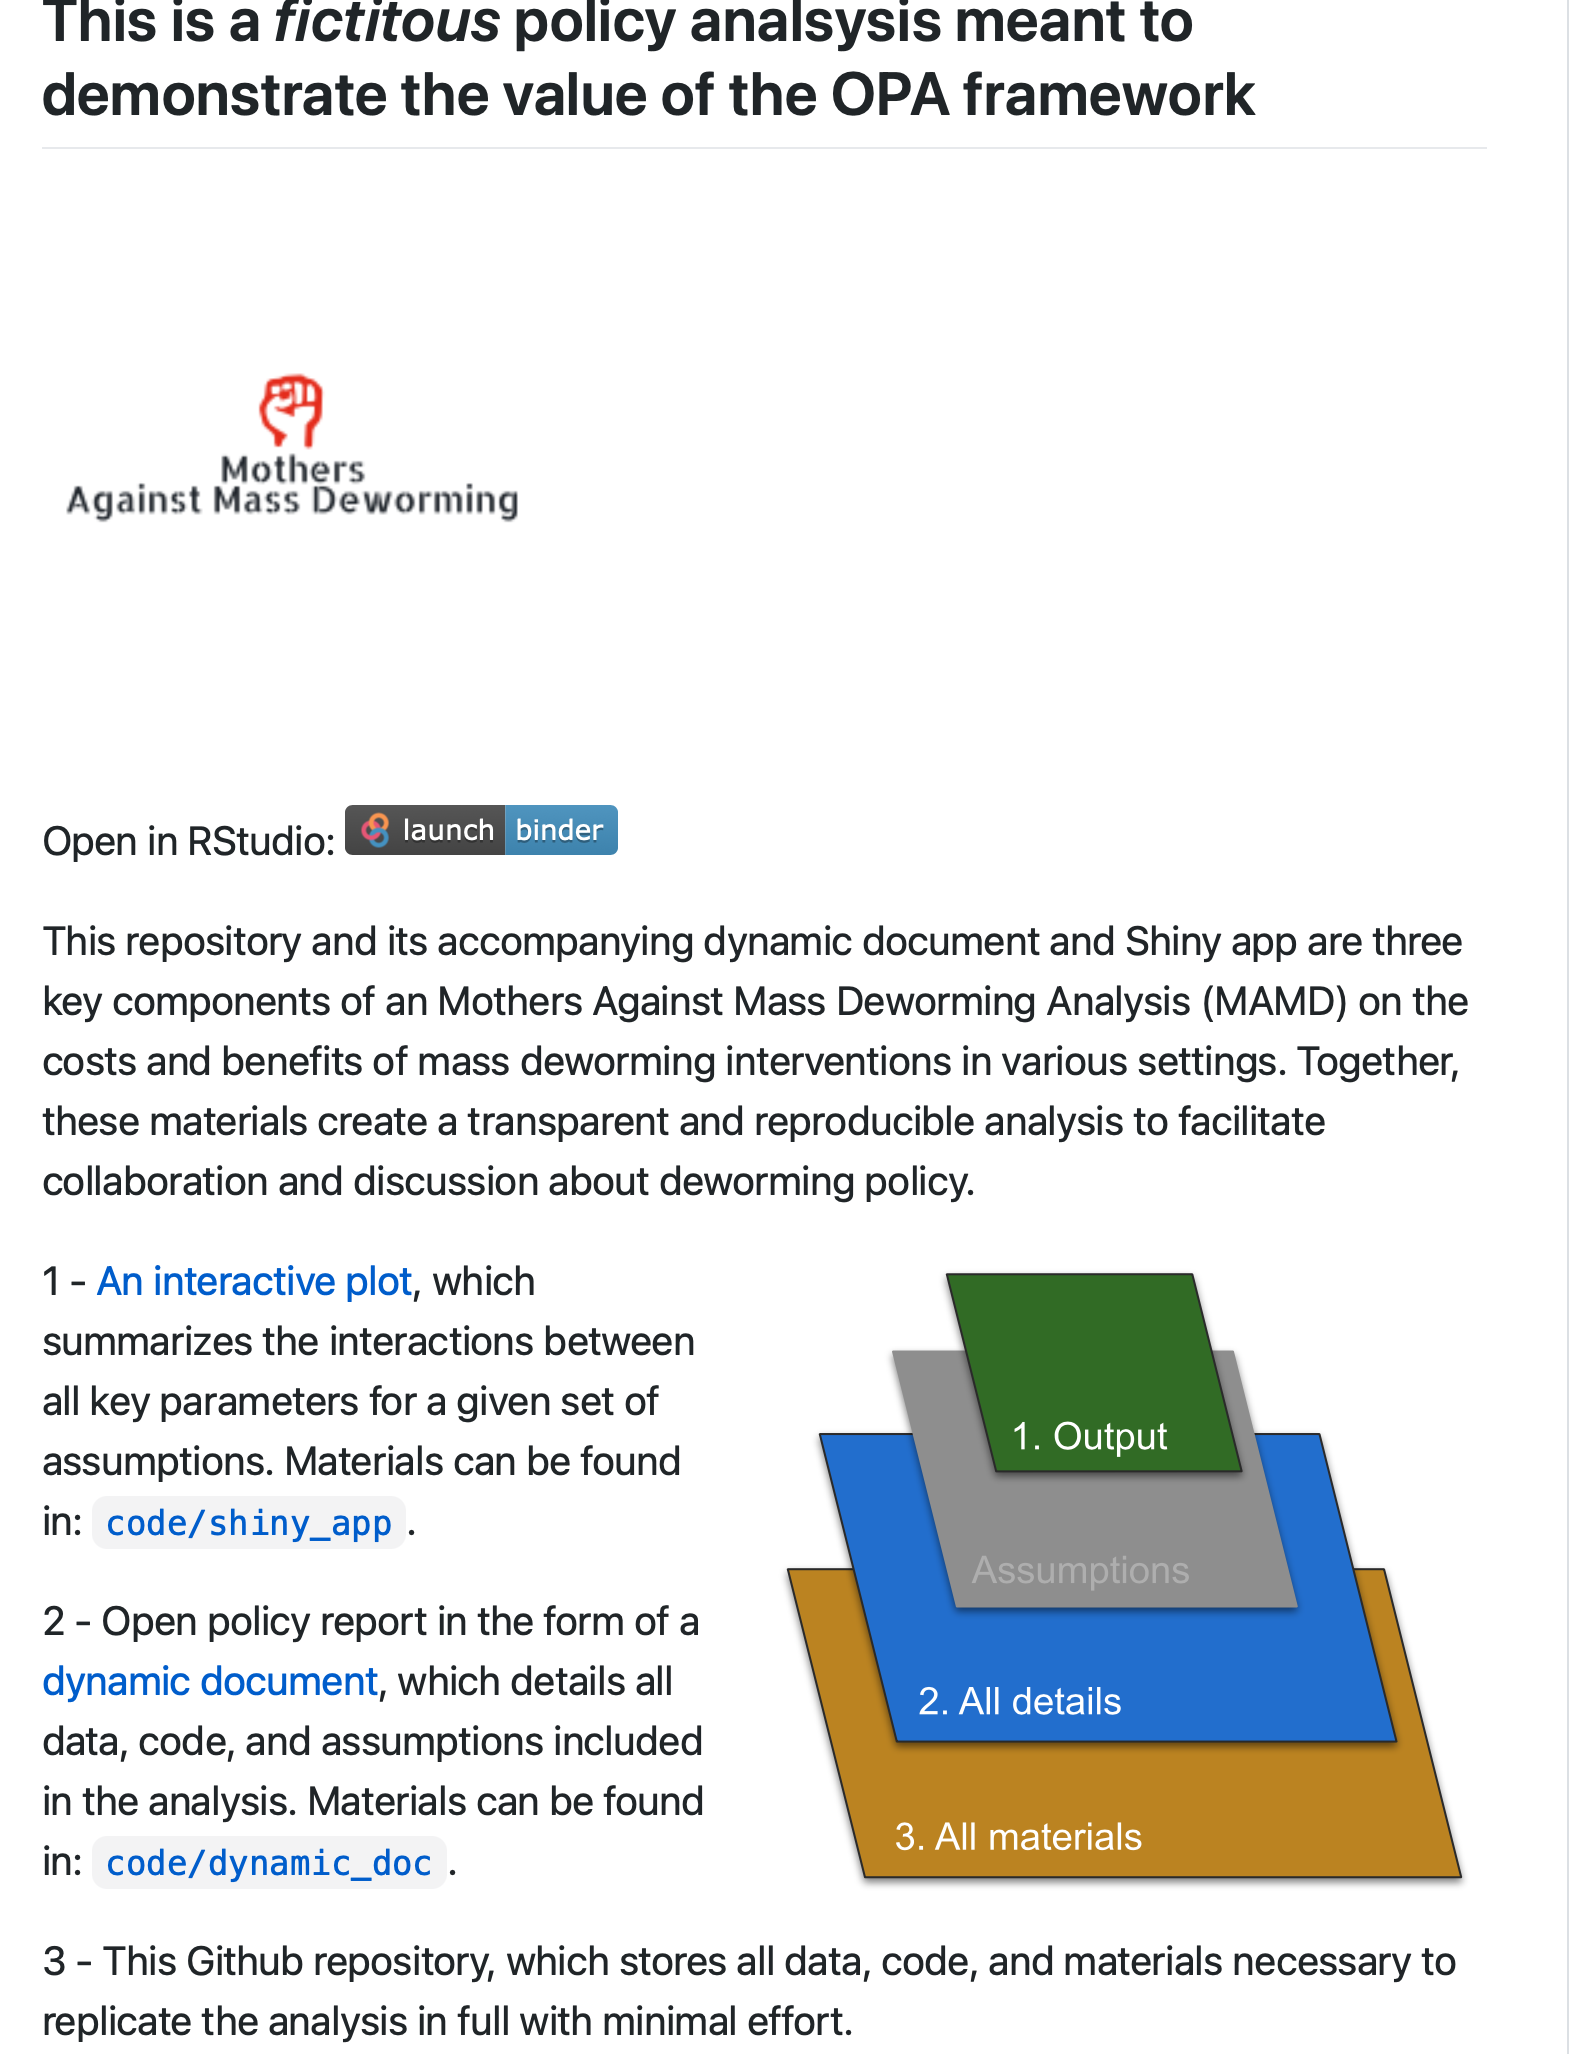 This is a fictitous policy analsysis meant to
demonstrate the value of the OPA framework
Mothers
Against Mass Deworming
Open in RStudio: launch binder
This repository and its accompanying dynamic document and Shiny app are three
key components of an Mothers Against Mass Deworming Analysis (MAMD) on the
costs and benefits of mass deworming interventions in various settings. Together,
these materials create a transparent and reproducible analysis to facilitate
collaboration and discussion about deworming policy.
1 - An interactive plot, which
summarizes the interactions between
all key parameters for a given set of
assumptions. Materials can be found
in: code/shiny_app.
2 - Open policy report in the form of a
dynamic document, which details all
data, code, and assumptions included
in the analysis. Materials can be found
in: code/dynamic_doc.
1. Output
Assumptions
2. All details
3. All materials
3 - This Github repository, which stores all data, code, and materials necessary to
replicate the analysis in full with minimal effort.